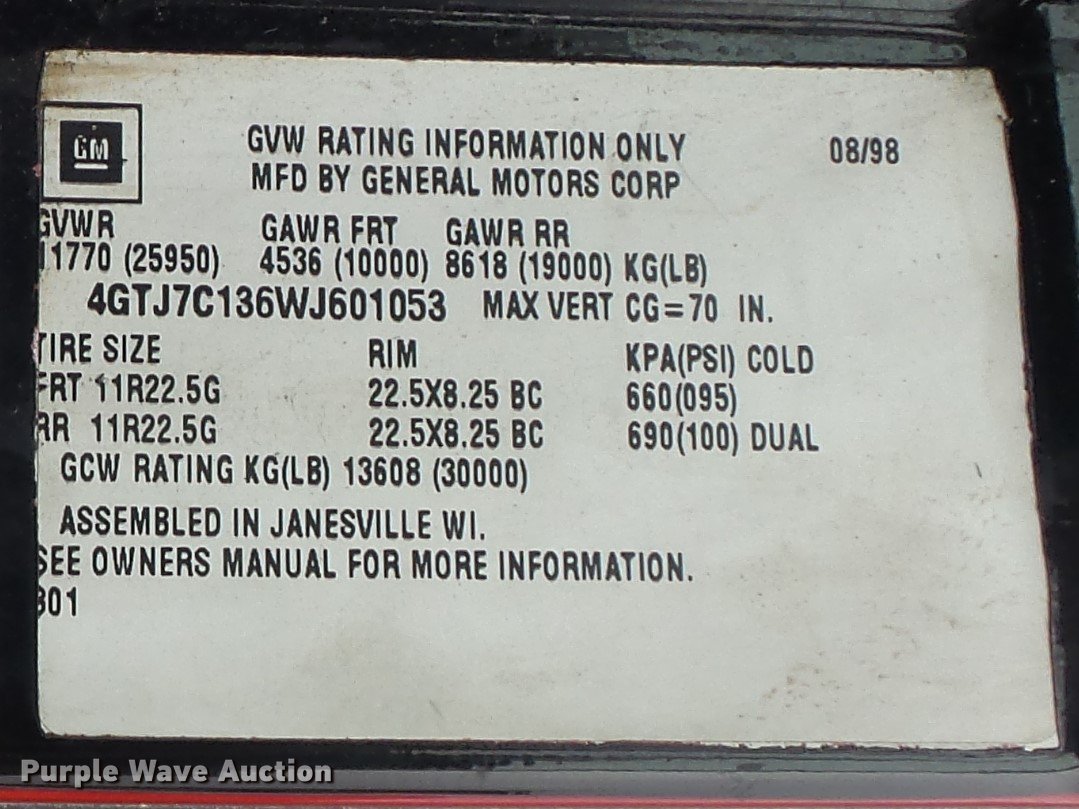 GM
GVW RATING INFORMATION ONLY 08/98
MFD BY GENERAL MOTORS CORP
GVWR GAWR FRT GAWR RR
11770 (25950) 4536 (10000) 8618 (19000) KG(LB)
4GTJ7C136WJ601053 MAX VERT CG=70 IN.
TIRE SIZE RIM KPA(PSI) COLD
FRT 11R22.5G 22.5X8.25 BC 660(095)
RR 11R22.5G 22.5X8.25 BC 690(100) DUAL
GCW RATING KG(LB) 13608 (30000)
ASSEMBLED IN JANESVILLE WI.
SEE OWNERS MANUAL FOR MORE INFORMATION.
Purple Wave Auction